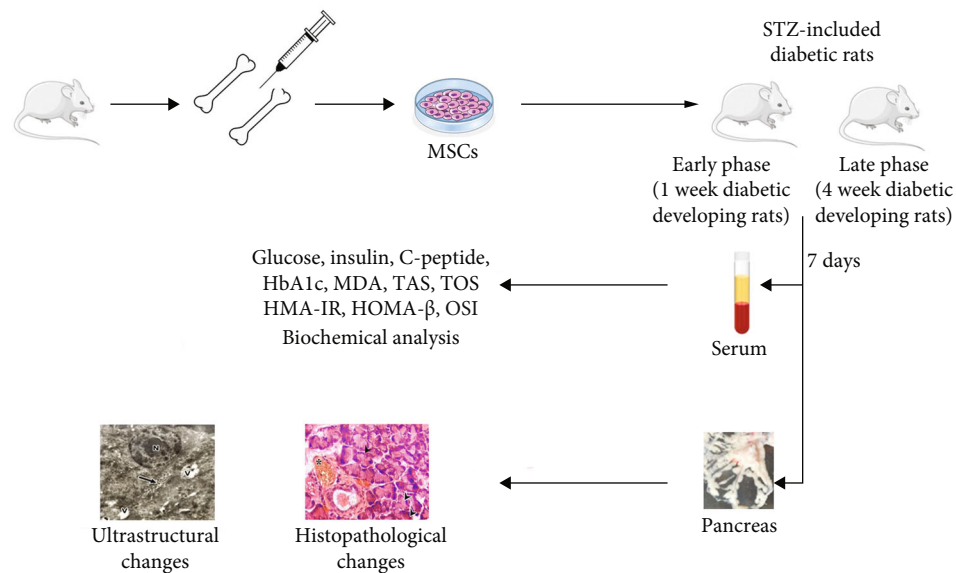 STZ-included
diabetic rats
MSCs
Early phase
(1 week diabetic
developing rats)
Late phase
(4 week diabetic
developing rats)
7 days
Glucose, insulin, C-peptide,
HbA1c, MDA, TAS, TOS
HMA-IR, HOMA-β, OSI
Biochemical analysis
Serum
N
V
V
*
Ultrastructural
changes
Histopathological
changes
Pancreas